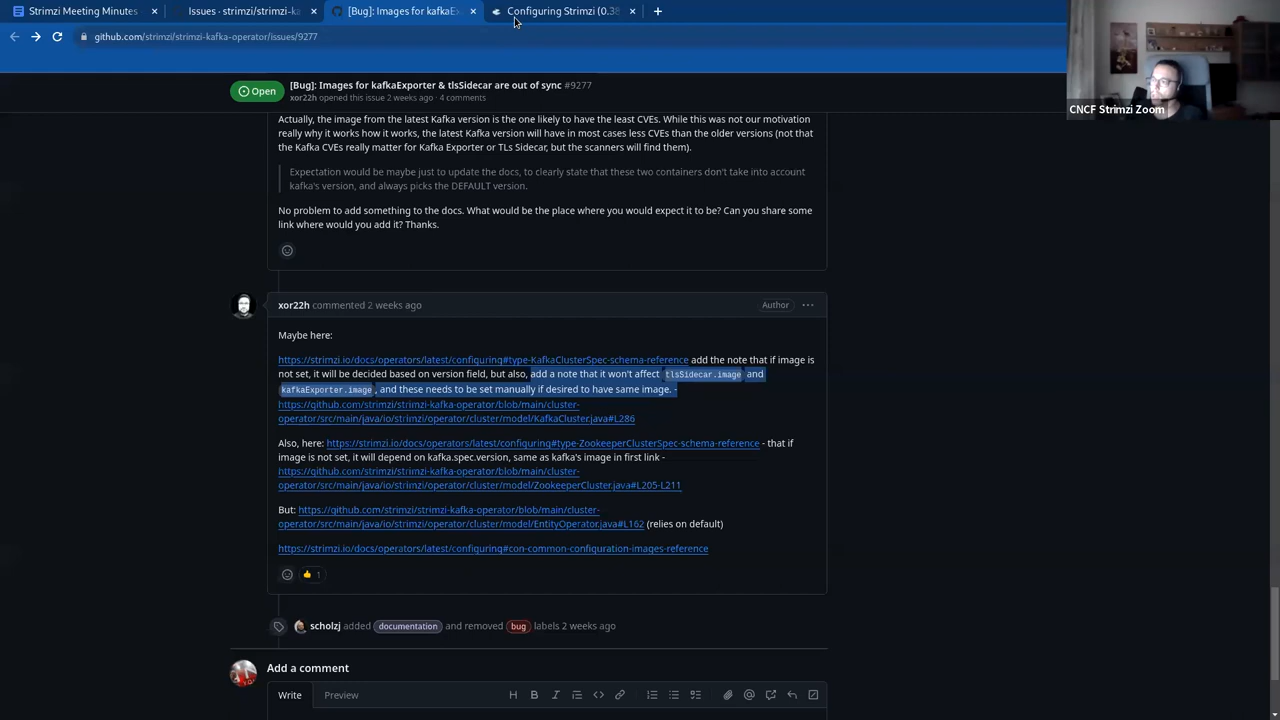 Strimzi Meeting Minutes
Issues · strimzi/strimzi-ka
[Bug]: Images for kafkaEx
Configuring Strimzi (0.38
github.com/strimzi/strimzi-kafka-operator/issues/9277
CNCF Strimzi Zoom
Open
[Bug]: Images for kafkaExporter & tlsSidecar are out of sync #9277
xor22h opened this issue 2 weeks ago · 4 comments
Actually, the image from the latest Kafka version is the one likely to have the least CVEs. While this was not our motivation
really why it works how it works, the latest Kafka version will have in most cases less CVEs than the older versions (not that
the Kafka CVEs really matter for Kafka Exporter or TLs Sidecar, but the scanners will find them).
Expectation would be maybe just to update the docs, to clearly state that these two containers don't take into account
kafka's version, and always picks the DEFAULT version.
No problem to add something to the docs. What would be the place where you would expect it to be? Can you share some
link where would you add it? Thanks.
xor22h commented 2 weeks ago
Author
Maybe here:
https://strimzi.io/docs/operators/latest/configuring#type-KafkaClusterSpec-schema-reference add the note that if image is
not set, it will be decided based on version field, but also, add a note that it won't affect tlsSidecar.image and
kafkaExporter.image , and these needs to be set manually if desired to have same image. -
https://github.com/strimzi/strimzi-kafka-operator/blob/main/cluster-
operator/src/main/java/io/strimzi/operator/cluster/model/KafkaCluster.java#L286
Also, here: https://strimzi.io/docs/operators/latest/configuring#type-ZookeeperClusterSpec-schema-reference - that if
image is not set, it will depend on kafka.spec.version, same as kafka's image in first link -
https://github.com/strimzi/strimzi-kafka-operator/blob/main/cluster-
operator/src/main/java/io/strimzi/operator/cluster/model/ZookeeperCluster.java#L205-L211
But: https://github.com/strimzi/strimzi-kafka-operator/blob/main/cluster-
operator/src/main/java/io/strimzi/operator/cluster/model/EntityOperator.java#L162 (relies on default)
https://strimzi.io/docs/operators/latest/configuring#con-common-configuration-images-reference
👍 1
scholzj added documentation and removed bug labels 2 weeks ago
Add a comment
Write
Preview